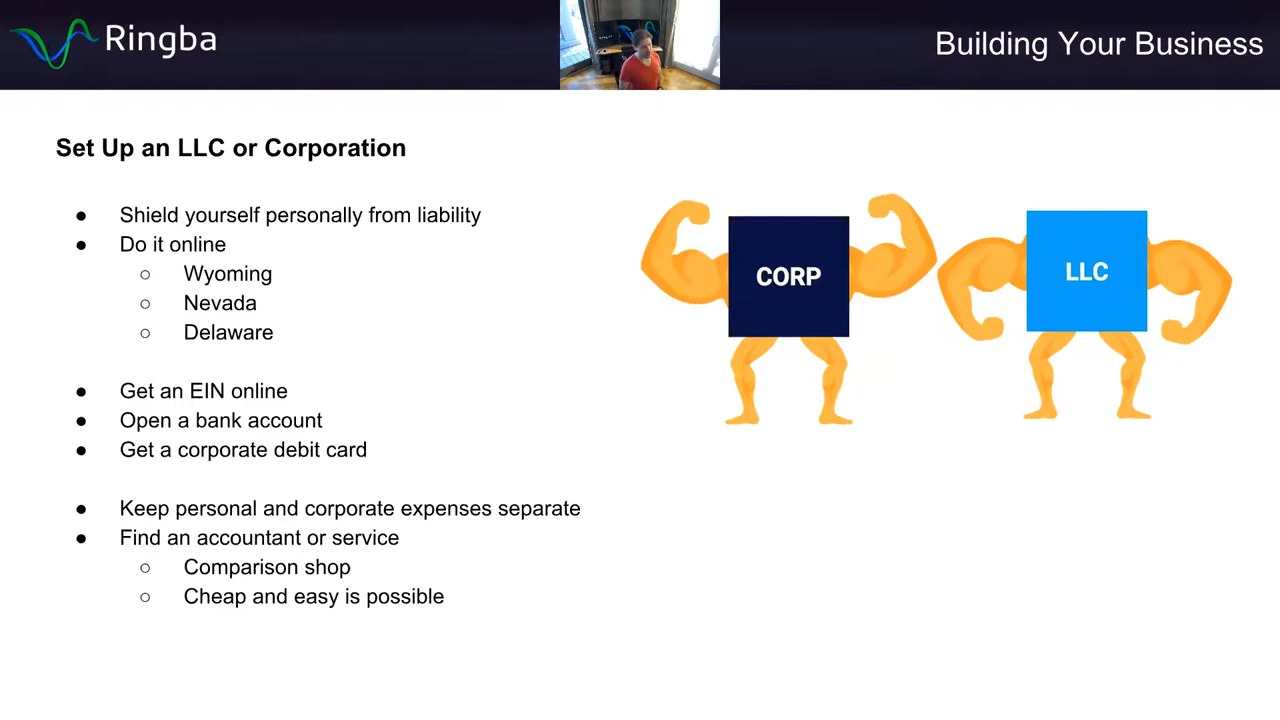 Ringba
Building Your Business
Set Up an LLC or Corporation
● Shield yourself personally from liability
● Do it online
○ Wyoming
○ Nevada
○ Delaware
● Get an EIN online
● Open a bank account
● Get a corporate debit card
● Keep personal and corporate expenses separate
● Find an accountant or service
○ Comparison shop
○ Cheap and easy is possible
CORP
LLC